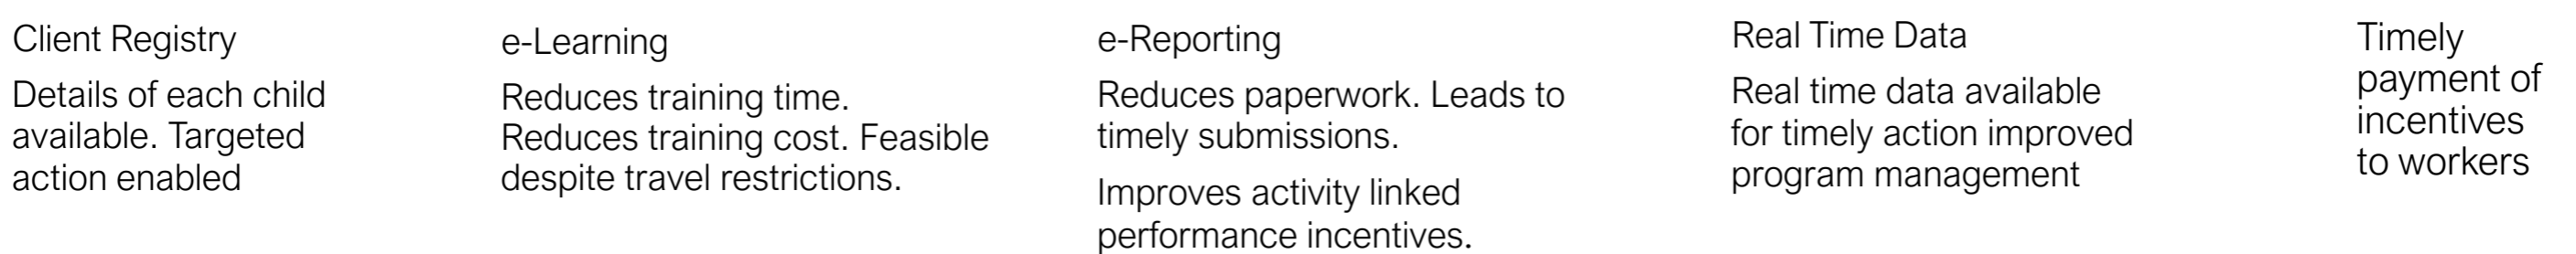 Client Registry
Details of each child
available. Targeted
action enabled
e-Learning
Reduces training time.
Reduces training cost. Feasible
despite travel restrictions.
e-Reporting
Reduces paperwork. Leads to
timely submissions.
Improves activity linked
performance incentives.
Real Time Data
Real time data available
for timely action improved
program management
Timely
payment of
incentives
to workers